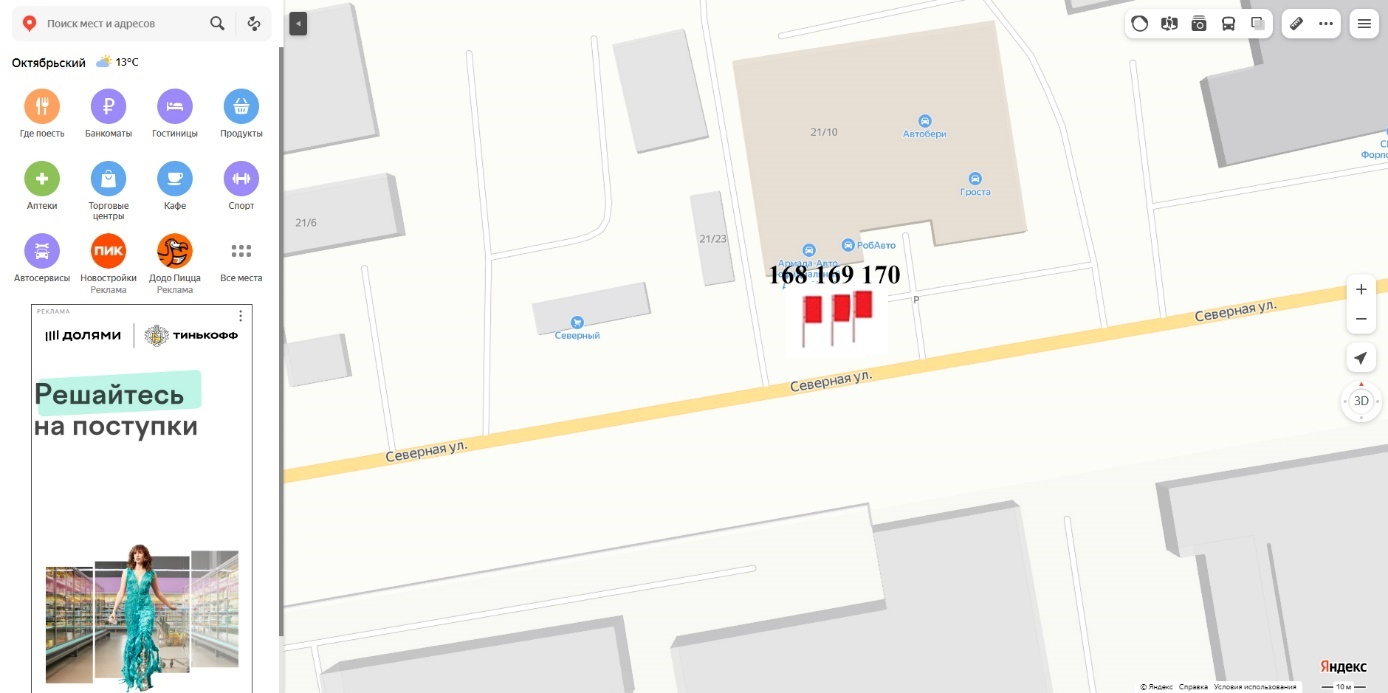 Поиск мест и адресов
Октябрьский 13°C
Где поесть
Банкоматы
Гостиницы
Продукты
Аптеки
Торговые
центры
Кафе
Спорт
Автосервисы
ПИК
Новостройки
Реклама
Додо Пицца
Реклама
Все места
РЕКЛАМА
ДОЛЯМИ
ТИНЬКОФФ
Решайтесь
на поступки
21/10
Автобери
Гроста
21/6
21/23
РобАвто
Армада-Авто
168 169 170
P
Северный
Северная ул.
Северная ул.
Северная ул.
3D
Яндекс
© Яндекс Справка Условия использования
10 м